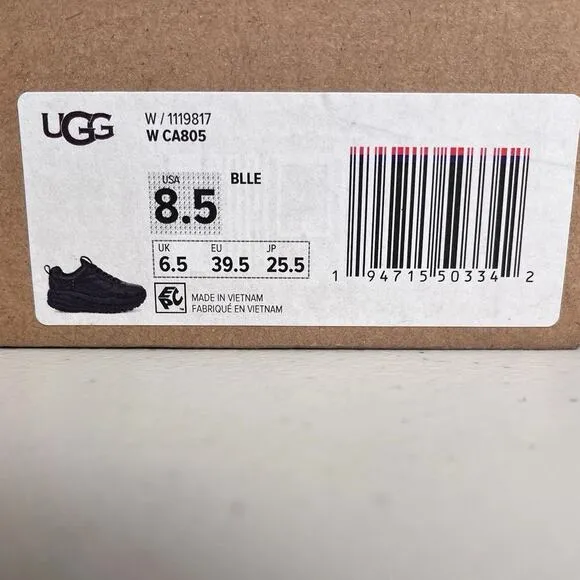 UGG
W / 1119817
W CA805
USA
8.5
BLLE
UK EU JP
6.5 39.5 25.5
MADE IN VIETNAM
FABRIQUÉ EN VIETNAM
1 94715 50334 2